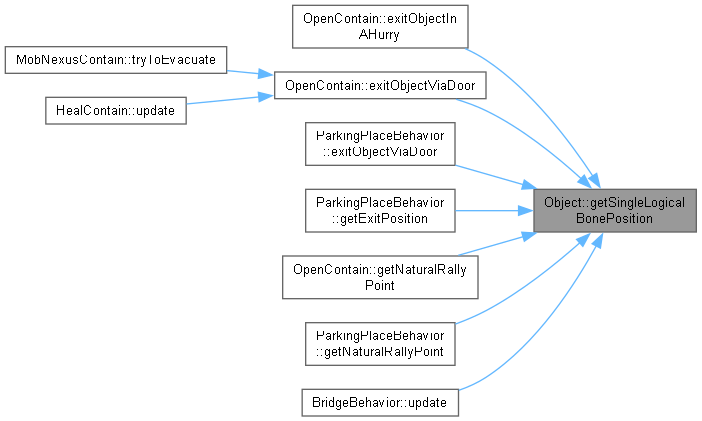 OpenContain::exitObjectIn
AHurry
MobNexusContain::tryToEvacuate
OpenContain::exitObjectViaDoor
HealContain::update
ParkingPlaceBehavior
::exitObjectViaDoor
ParkingPlaceBehavior
::getExitPosition
Object::getSingleLogical
BonePosition
OpenContain::getNaturalRally
Point
ParkingPlaceBehavior
::getNaturalRallyPoint
BridgeBehavior::update